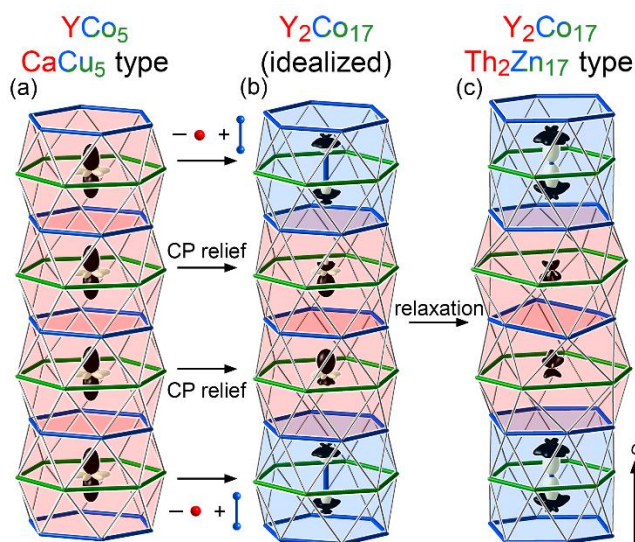 YCo₅
CaCu₅ type
(a)
Y₂Co₁₇
(idealized)
(b)
Y₂Co₁₇
Th₂Zn₁₇ type
(c)
− +
CP relief
CP relief
− +
relaxation
c